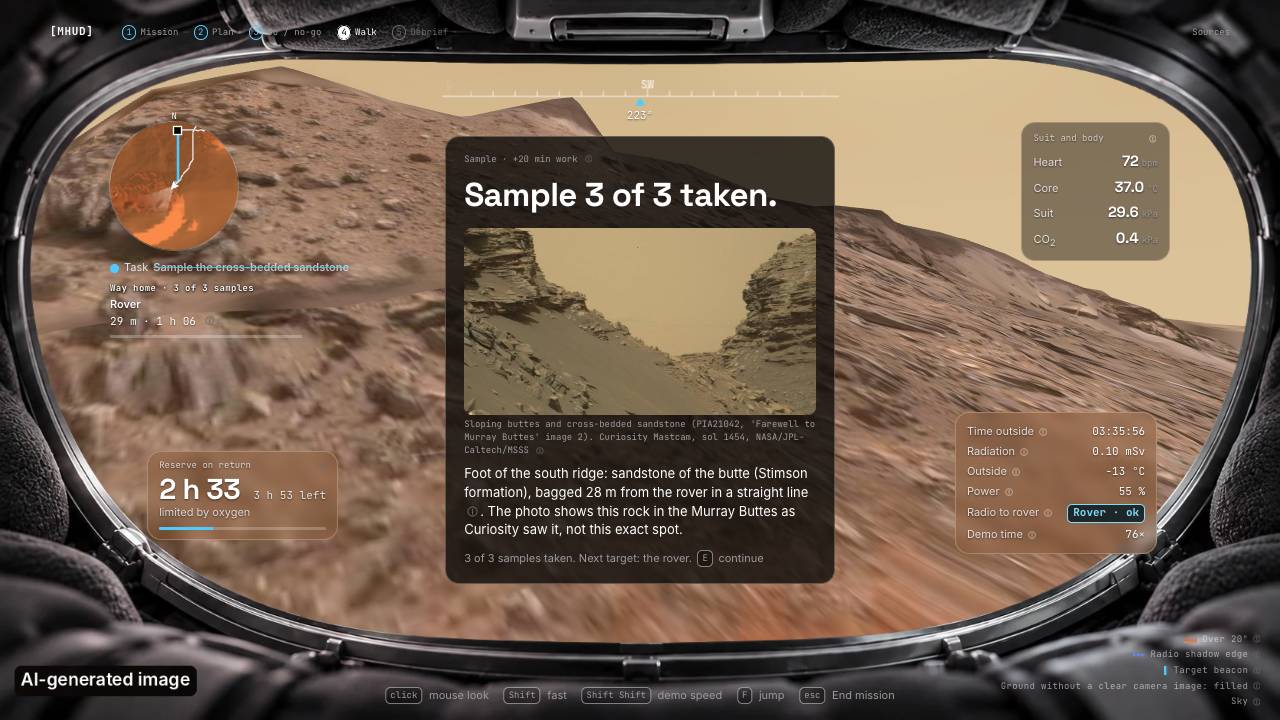 [MHUD]
1 Mission
2 Plan
3 Go / no-go
4 Walk
5 Debrief
Sources
SW
223°
N
Task Sample the cross-bedded sandstone
Way home · 3 of 3 samples
Rover
29 m · 1 h 06
Sample · +20 min work
Sample 3 of 3 taken.
Sloping buttes and cross-bedded sandstone (PIA21042, 'Farewell to
Murray Buttes' image 2). Curiosity Mastcam, sol 1454, NASA/JPL-
Caltech/MSSS
Foot of the south ridge: sandstone of the butte (Stimson
formation), bagged 28 m from the rover in a straight line
. The photo shows this rock in the Murray Buttes as
Curiosity saw it, not this exact spot.
3 of 3 samples taken. Next target: the rover. E continue
Suit and body
Heart 72 bpm
Core 37.0 °C
Suit 29.6 kPa
CO2 0.4 kPa
Reserve on return
2 h 33 3 h 53 left
limited by oxygen
Time outside 03:35:56
Radiation 0.10 mSv
Outside -13 °C
Power 55 %
Radio to rover Rover · ok
Demo time 76×
Over 20°
Radio shadow edge
Target beacon
Ground without a clear camera image: filled
Sky
AI-generated image
click mouse look Shift fast Shift Shift demo speed F jump esc End mission